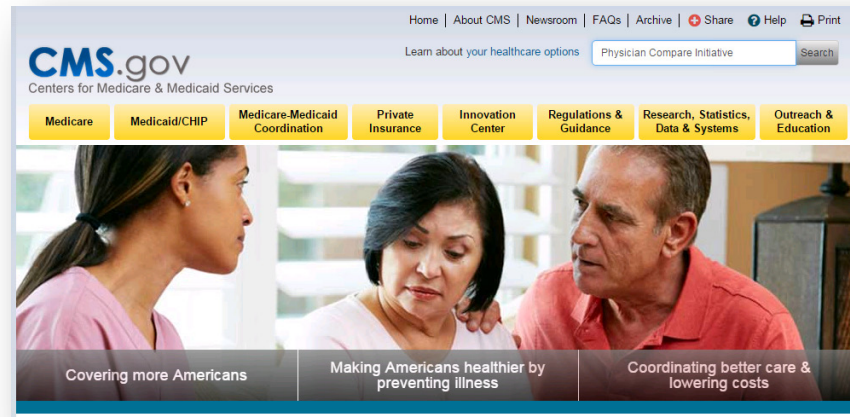 Home | About CMS | Newsroom | FAQs | Archive | Share Help Print
Learn about your healthcare options Physician Compare Initiative Search
CMS.gov
Centers for Medicare & Medicaid Services
Medicare
Medicaid/CHIP
Medicare-Medicaid
Coordination
Private
Insurance
Innovation
Center
Regulations &
Guidance
Research, Statistics,
Data & Systems
Outreach &
Education
Covering more Americans
Making Americans healthier by
preventing illness
Coordinating better care &
lowering costs